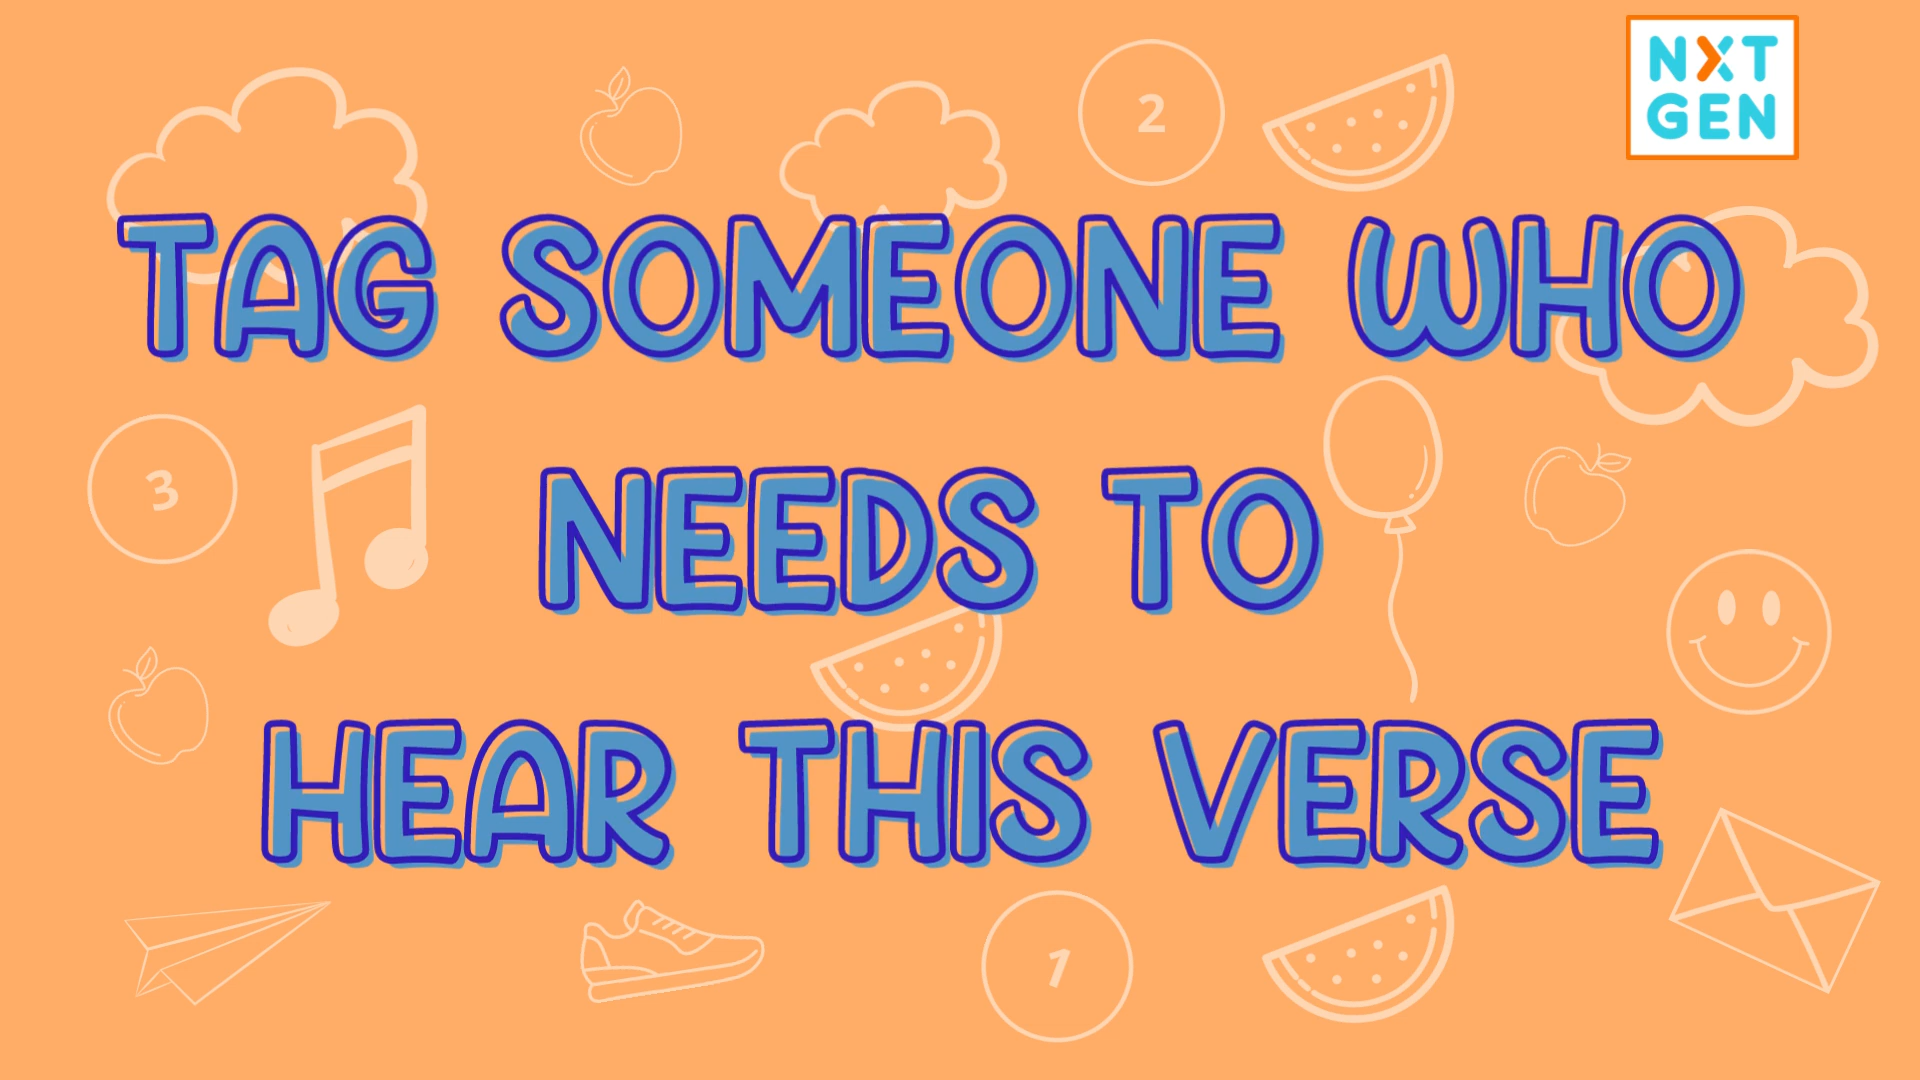 NXT
GEN
2
TAG SOMEONE WHO
3
NEEDS TO
HEAR THIS VERSE
1